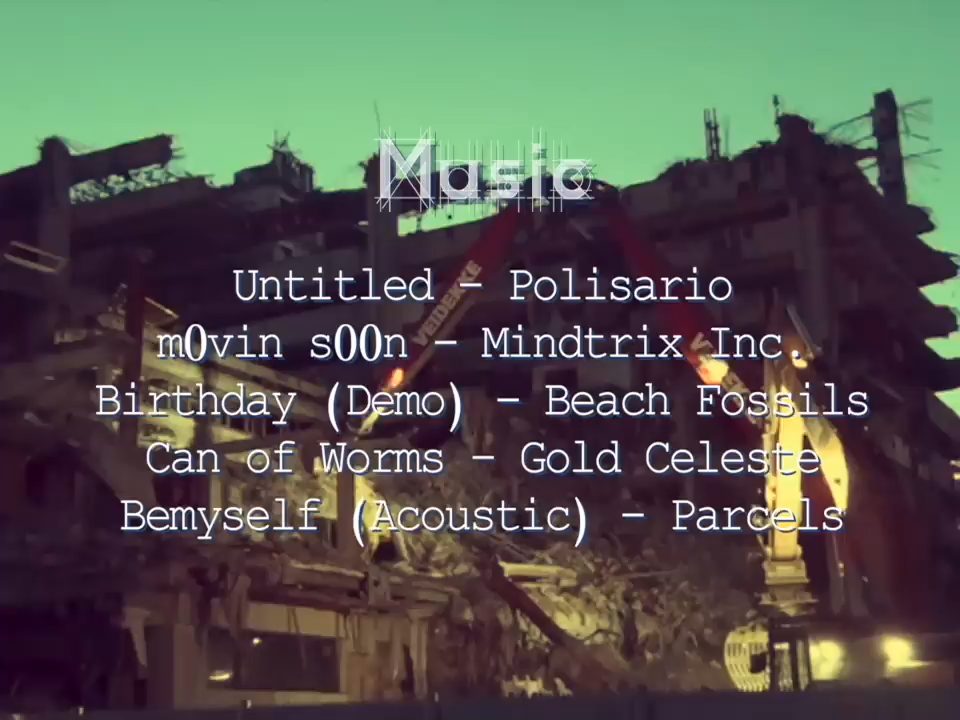 Music
Untitled - Polisario
m0vin s00n - Mindtrix Inc.
Birthday (Demo) - Beach Fossils
Can of Worms - Gold Celeste
Bemyself (Acoustic) - Parcels
VEIDEKKE